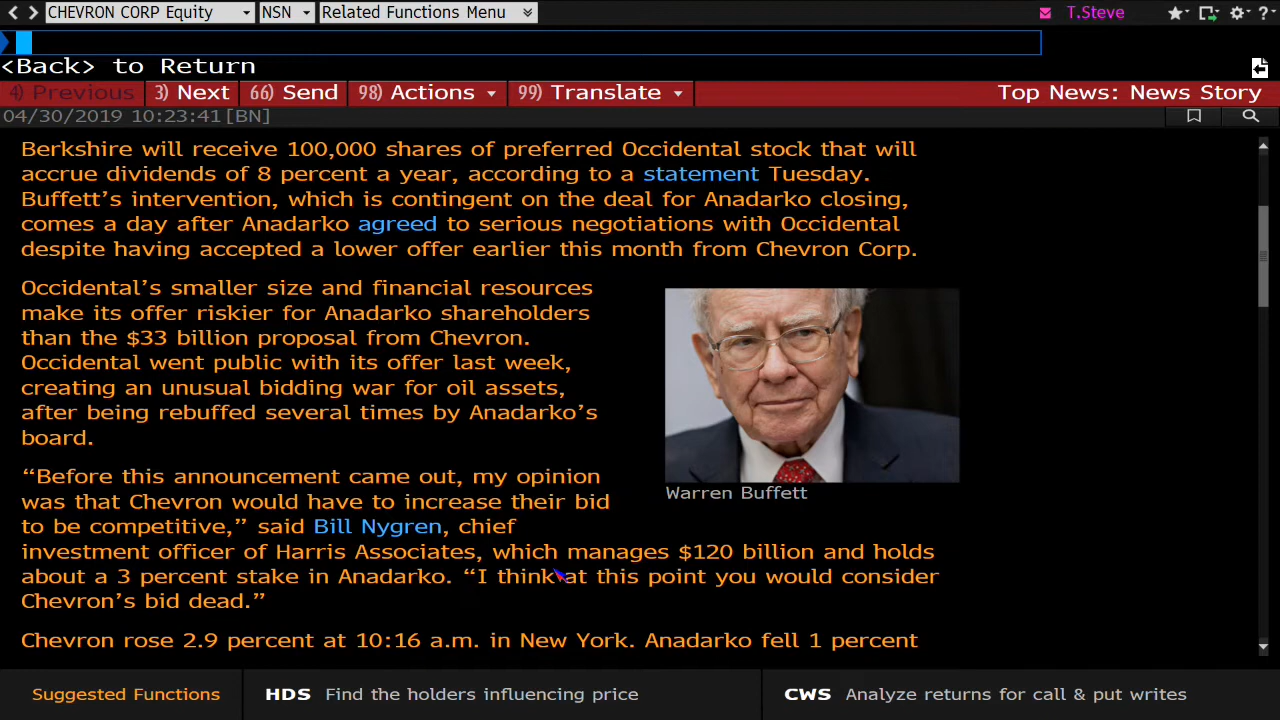 CHEVRON CORP Equity NSN Related Functions Menu T.Steve ?
<Back> to Return
4) Previous 3) Next 66) Send 98) Actions 99) Translate Top News: News Story
04/30/2019 10:23:41 [BN]
Berkshire will receive 100,000 shares of preferred Occidental stock that will
accrue dividends of 8 percent a year, according to a statement Tuesday.
Buffett’s intervention, which is contingent on the deal for Anadarko closing,
comes a day after Anadarko agreed to serious negotiations with Occidental
despite having accepted a lower offer earlier this month from Chevron Corp.
Occidental’s smaller size and financial resources
make its offer riskier for Anadarko shareholders
than the $33 billion proposal from Chevron.
Occidental went public with its offer last week,
creating an unusual bidding war for oil assets,
after being rebuffed several times by Anadarko’s
board.
Warren Buffett
“Before this announcement came out, my opinion
was that Chevron would have to increase their bid
to be competitive,” said Bill Nygren, chief
investment officer of Harris Associates, which manages $120 billion and holds
about a 3 percent stake in Anadarko. “I think at this point you would consider
Chevron’s bid dead.”
Chevron rose 2.9 percent at 10:16 a.m. in New York. Anadarko fell 1 percent
Suggested Functions HDS Find the holders influencing price CWS Analyze returns for call & put writes